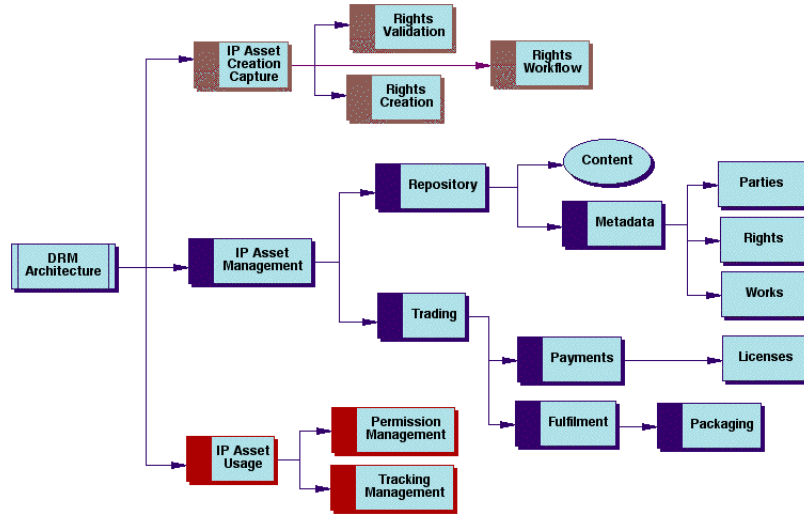 Rights
Validation
IP Asset
Creation
Capture
Rights
Workflow
Rights
Creation
Content
Repository
Parties
Metadata
Rights
DRM
Architecture
IP Asset
Management
Works
Trading
Payments
Licenses
Permission
Management
Fulfilment
Packaging
IP Asset
Usage
Tracking
Management